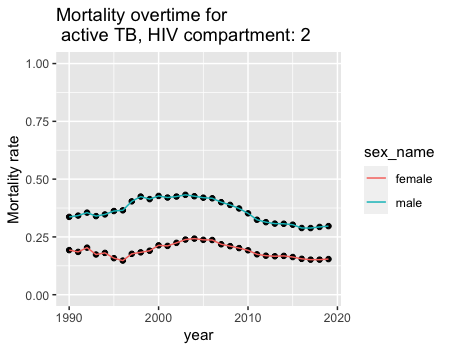 Mortality overtime for
active TB, HIV compartment: 2
1.00
0.75
0.50
0.25
0.00
Mortality rate
1990
2000
2010
2020
year
sex_name
female
male